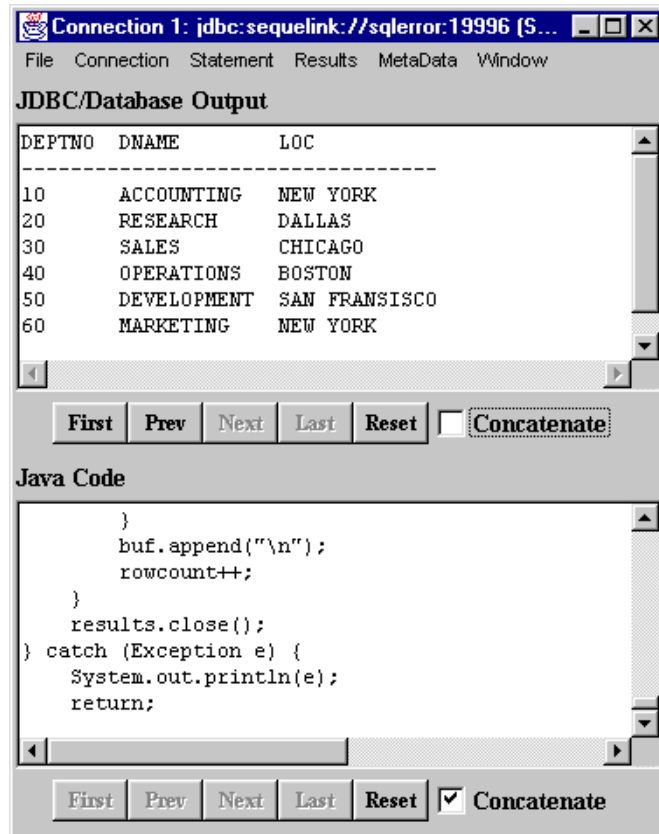 Connection 1: jdbc:sequelink://sqlerror:19996 (S...
File Connection Statement Results MetaData Window
JDBC/Database Output
DEPTNO DNAME LOC
-----------------------------------
10 ACCOUNTING NEW YORK
20 RESEARCH DALLAS
30 SALES CHICAGO
40 OPERATIONS BOSTON
50 DEVELOPMENT SAN FRANSISCO
60 MARKETING NEW YORK
First Prev Next Last Reset Concatenate
Java Code
}
buf.append("\n");
rowcount++;
}
results.close();
} catch (Exception e) {
System.out.println(e);
return;
First Prev Next Last Reset Concatenate